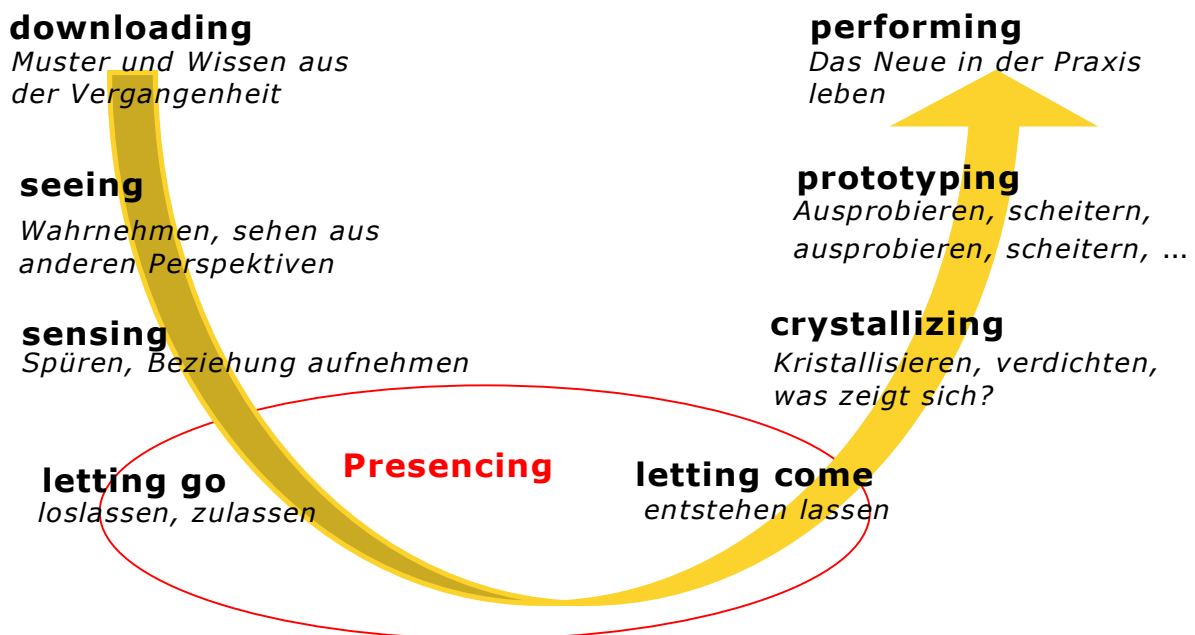 downloading
Muster und Wissen aus
der Vergangenheit
seeing
Wahrnehmen, sehen aus
anderen Perspektiven
sensing
Spüren, Beziehung aufnehmen
letting go
loslassen, zulassen
Presencing
letting come
entstehen lassen
crystallizing
Kristallisieren, verdichten,
was zeigt sich?
prototyping
Ausprobieren, scheitern,
ausprobieren, scheitern, ...
performing
Das Neue in der Praxis
leben